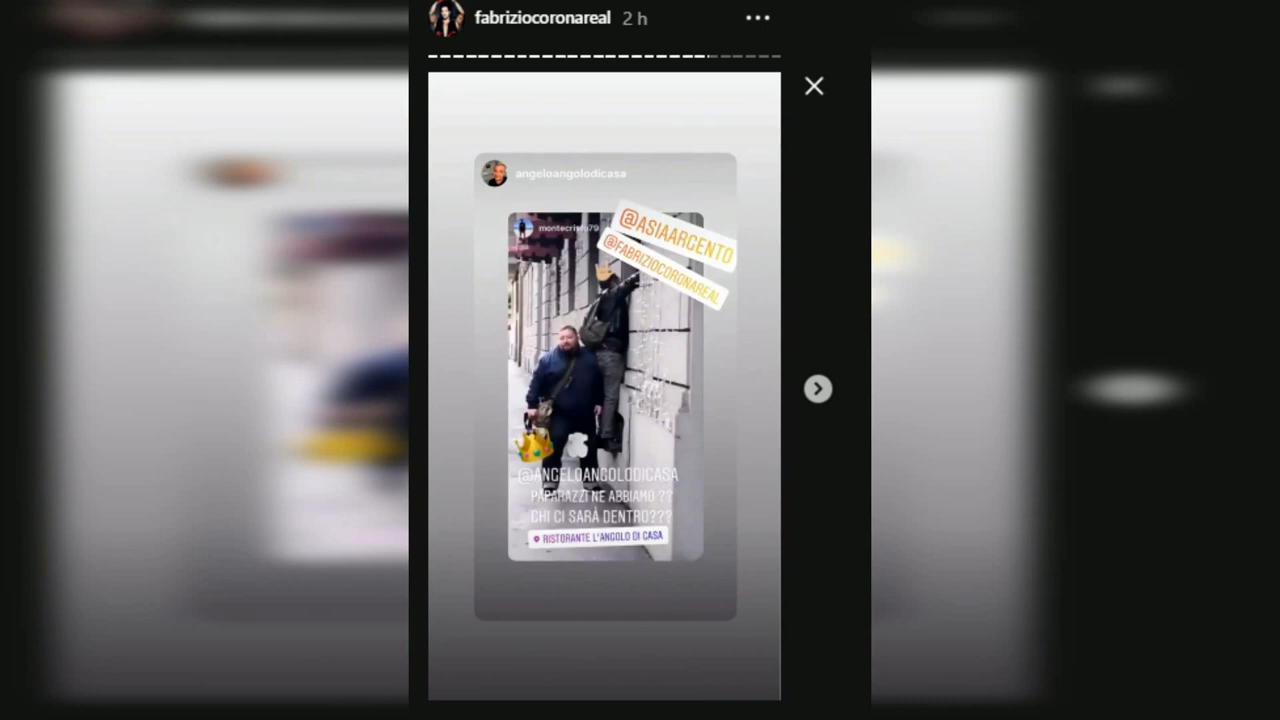 fabriziocoronareal 2 h
angeloangolodicasa
montecristo79
@ASIAARGENTO
@FABRIZIOCORONAREAL
@ANGELOANGOLODICASA
PAPARAZZI NE ABBIAMO ??
CHI CI SARÀ DENTRO???
RISTORANTE L'ANGOLO DI CASA